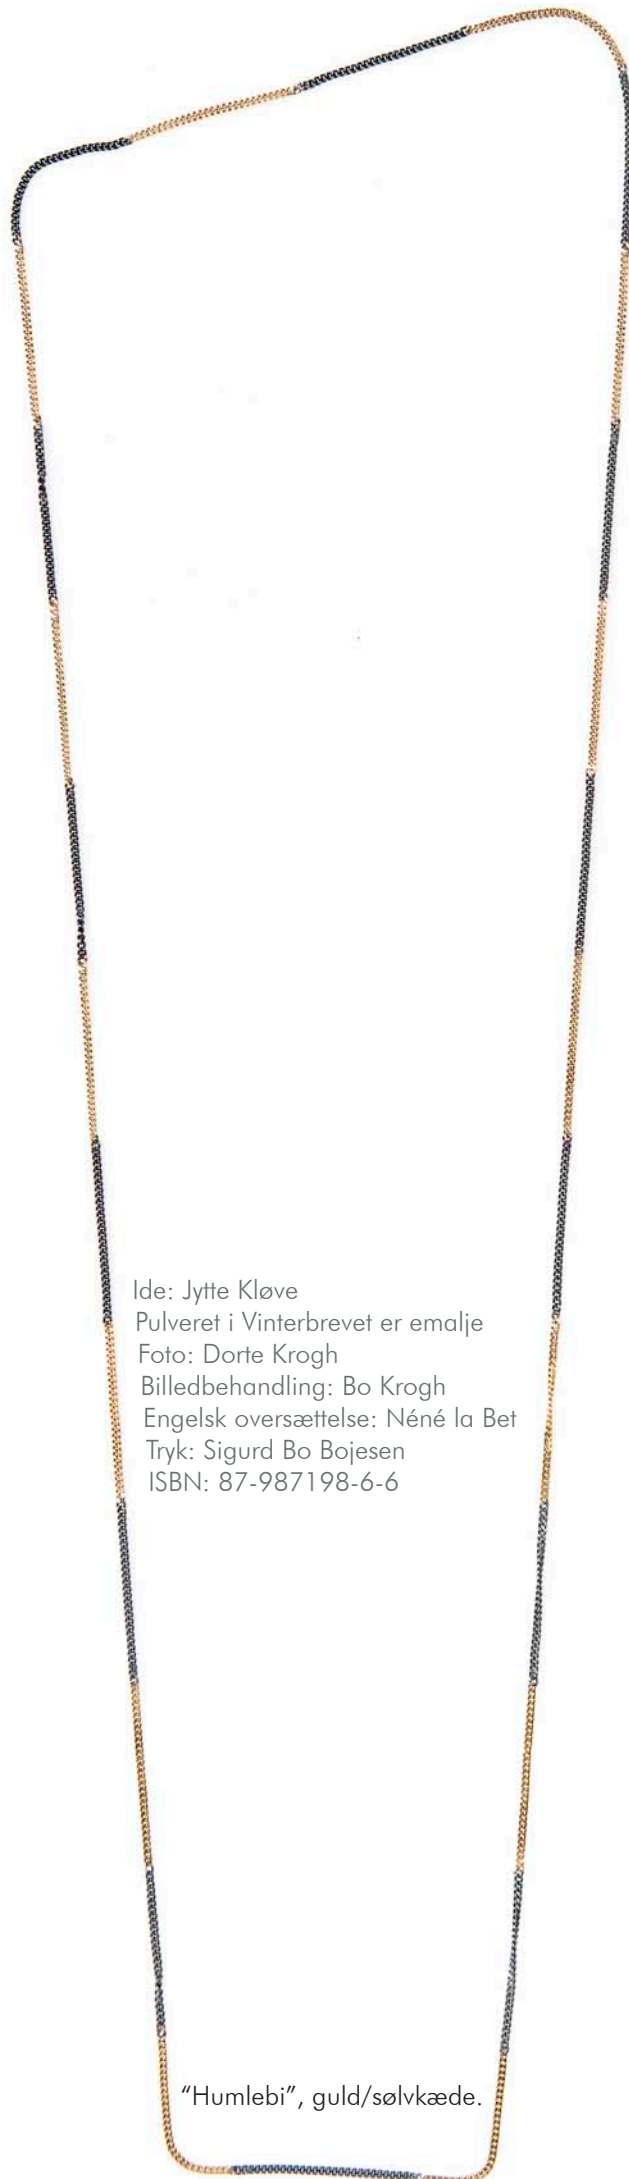 Ide: Jytte Kløve
Pulveret i Vinterbrevet er emalje
Foto: Dorte Krogh
Billedbehandling: Bo Krogh
Engelsk oversættelse: Néné la Bet
Tryk: Sigurd Bo Bojesen
ISBN: 87-987198-6-6
“Humlebi”, guld/sølvkæde.